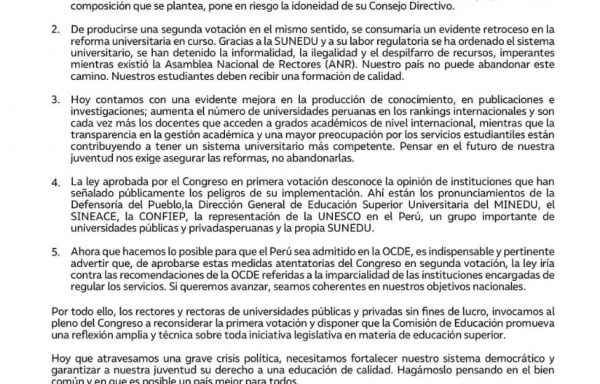 composición que se plantea, pone en riesgo la idoneidad de su Consejo Directivo.
2. De producirse una segunda votación en el mismo sentido, se consumaría un evidente retroceso en la
reforma universitaria en curso. Gracias a la SUNEDU y a su labor regulatoria se ha ordenado el sistema
universitario, se han detenido la informalidad, la ilegalidad y el despilfarro de recursos, imperantes
mientras existió la Asamblea Nacional de Rectores (ANR). Nuestro país no puede abandonar este
camino. Nuestros estudiantes deben recibir una formación de calidad.
3. Hoy contamos con una evidente mejora en la producción de conocimiento, en publicaciones e
investigaciones; aumenta el número de universidades peruanas en los rankings internacionales y son
cada vez más los docentes que acceden a grados académicos de nivel internacional, mientras que la
transparencia en la gestión académica y una mayor preocupación por los servicios estudiantiles están
contribuyendo a tener un sistema universitario más competente. Pensar en el futuro de nuestra
juventud nos exige asegurar las reformas, no abandonarlas.
4. La ley aprobada por el Congreso en primera votación desconoce la opinión de instituciones que han
señalado públicamente los peligros de su implementación. Ahí están los pronunciamientos de la
Defensoría del Pueblo,la Dirección General de Educación Superior Universitaria del MINEDU, el
SINEACE, la CONFIEP, la representación de la UNESCO en el Perú, un grupo importante de
universidades públicas y privadasperuanas y la propia SUNEDU.
5. Ahora que hacemos lo posible para que el Perú sea admitido en la OCDE, es indispensable y pertinente
advertir que, de aprobarse estas medidas atentatorias del Congreso en segunda votación, la ley iría
contra las recomendaciones de la OCDE referidas a la imparcialidad de las instituciones encargadas de
regular los servicios. Si queremos avanzar, seamos coherentes en nuestros objetivos nacionales.
Por todo ello, los rectores y rectoras de universidades públicas y privadas sin fines de lucro, invocamos al
pleno del Congreso a reconsiderar la primera votación y disponer que la Comisión de Educación promueva
una reflexión amplia y técnica sobre toda iniciativa legislativa en materia de educación superior.
Hoy que atravesamos una grave crisis política, necesitamos fortalecer nuestro sistema democrático y
garantizar a nuestra juventud su derecho a una educación de calidad. Hagámoslo pensando en el bien
común y en que es posible un país mejor para todos.